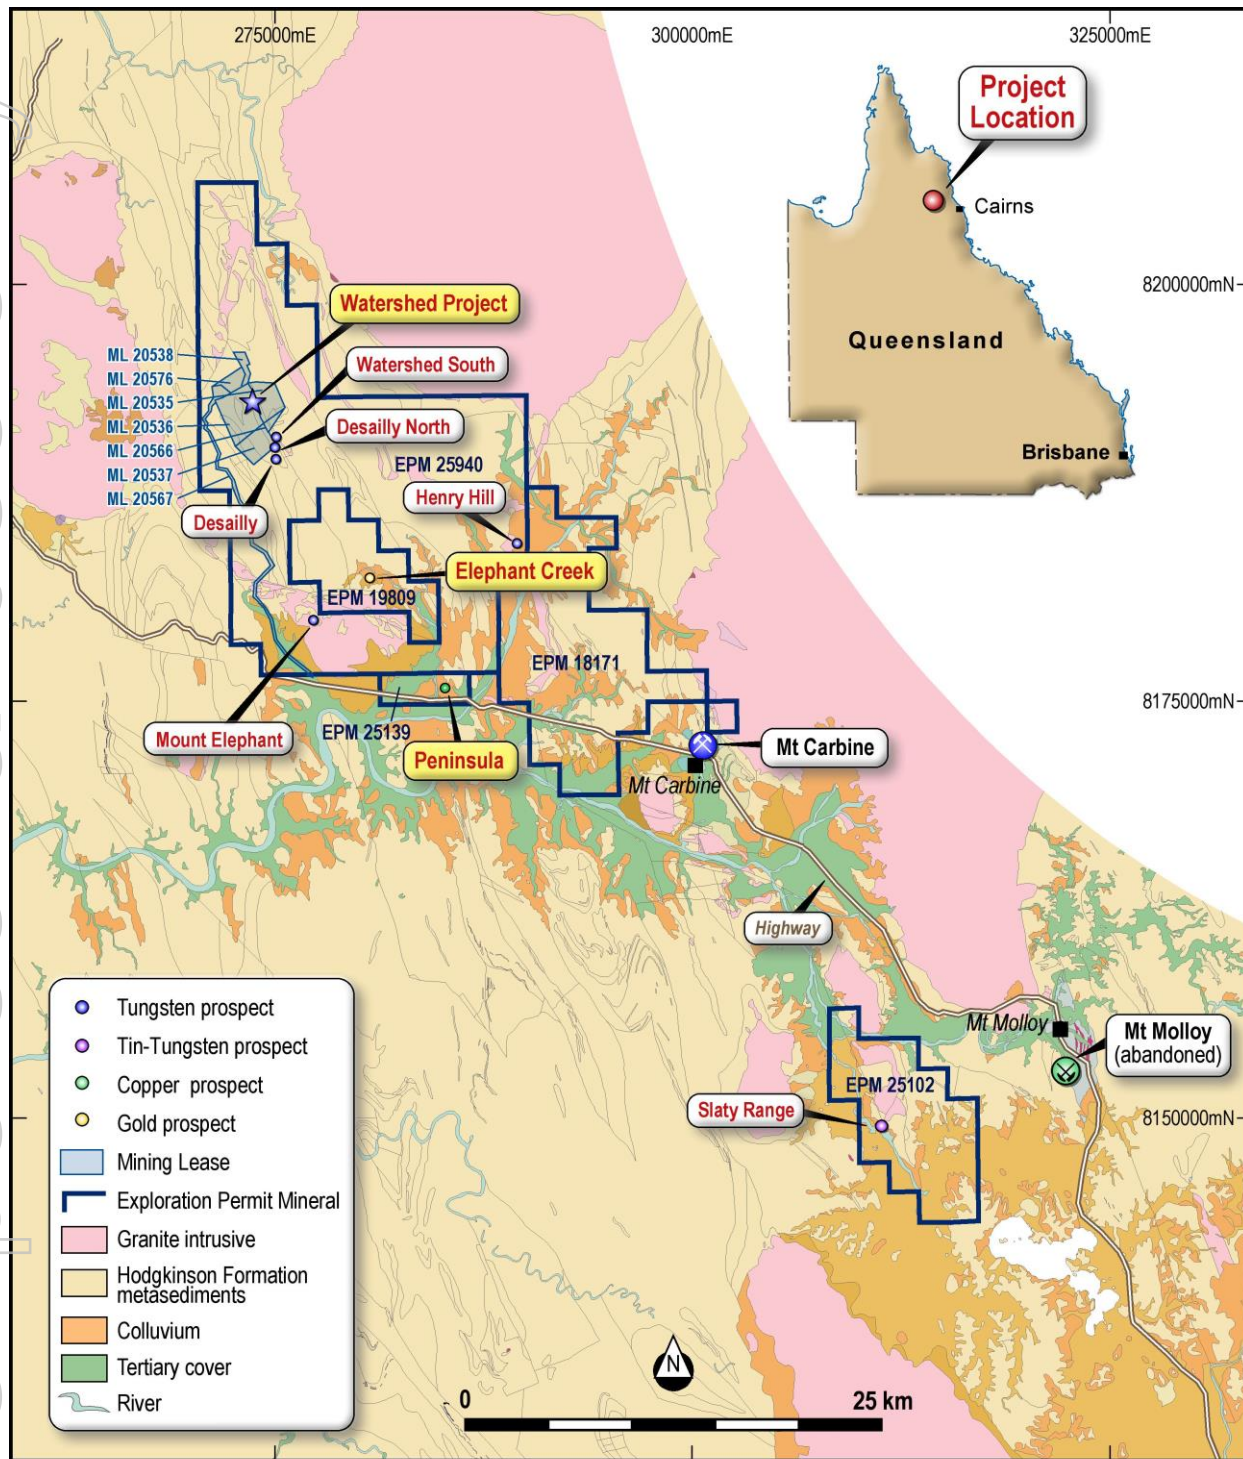 275000mE
300000mE
325000mE
Project
Location
Cairns
8200000mN
Queensland
Brisbane
Watershed Project
ML 20538
ML 20576
ML 20535
ML 20536
ML 20566
ML 20537
ML 20567
Watershed South
Desailly North
EPM 25940
Henry Hill
Desailly
Elephant Creek
EPM 19809
EPM 18171
8175000mN
Mount Elephant
EPM 25139
Peninsula
Mt Carbine
Mt Carbine
Highway
Mt Molloy
Mt Molloy
(abandoned)
EPM 25102
Slaty Range
8150000mN
Tungsten prospect
Tin-Tungsten prospect
Copper prospect
Gold prospect
Mining Lease
Exploration Permit Mineral
Granite intrusive
Hodgkinson Formation
metasediments
Colluvium
Tertiary cover
River
N
0
25 km